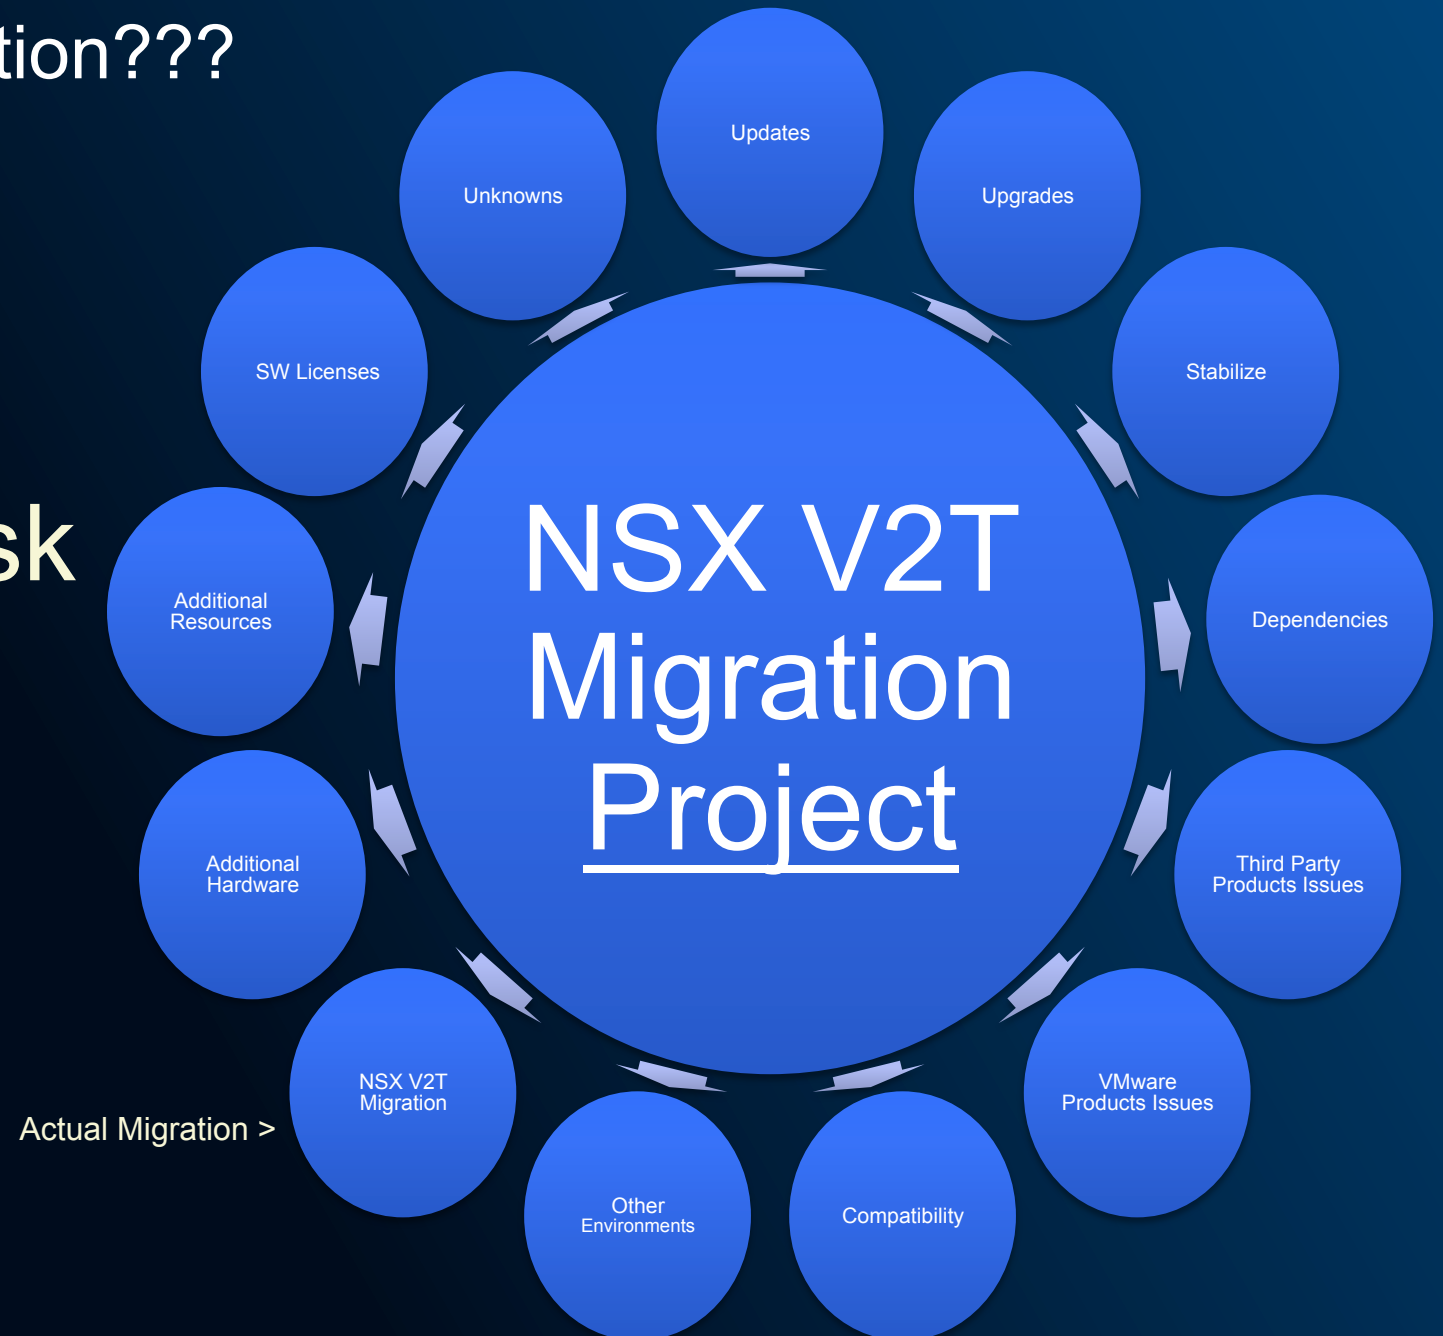 tion???
Updates
Unknowns
Upgrades
SW Licenses
Stabilize
sk
Additional
Resources
NSX V2T
Migration
Project
Dependencies
Additional
Hardware
Third Party
Products Issues
NSX V2T
Migration
VMware
Products Issues
Actual Migration >
Other
Environments
Compatibility